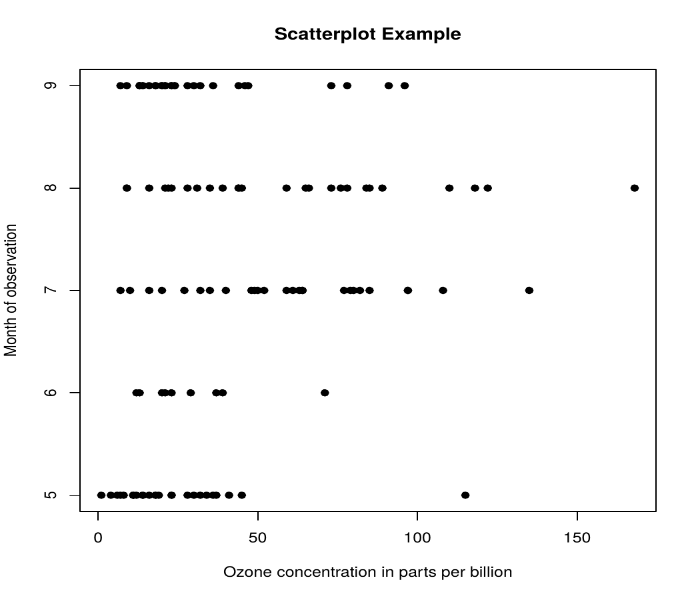 Scatterplot Example
Month of observation
9
8
7
6
5
0 50 100 150
Ozone concentration in parts per billion